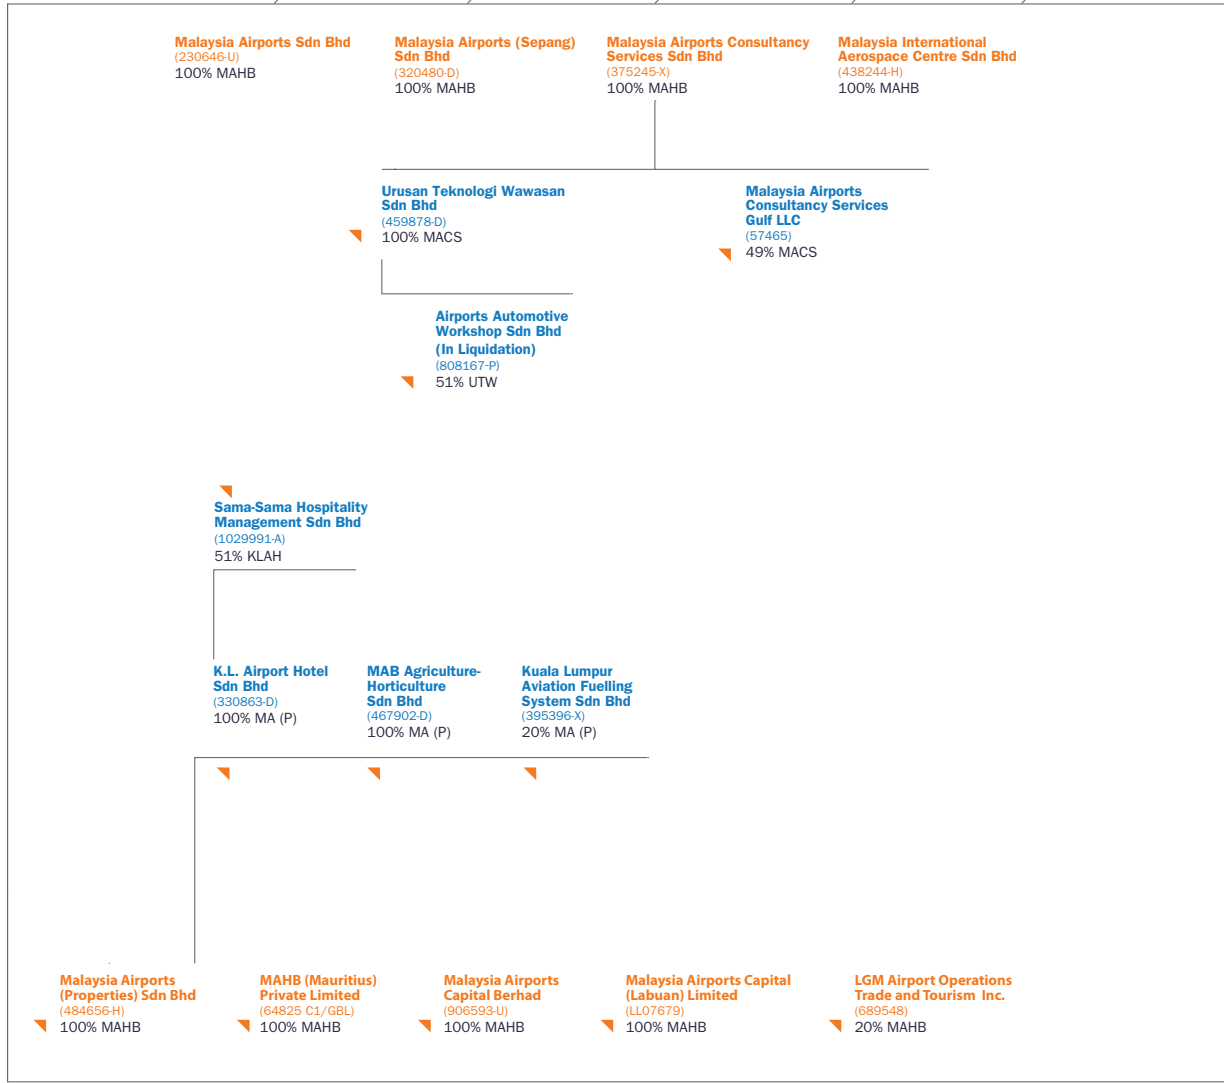 Malaysia Airports Sdn Bhd
(230646-U)
100% MAHB
Malaysia Airports (Sepang)
Sdn Bhd
(320480-D)
100% MAHB
Malaysia Airports Consultancy
Services Sdn Bhd
(375245-X)
100% MAHB
Malaysia International
Aerospace Centre Sdn Bhd
(438244-H)
100% MAHB
Urusan Teknologi Wawasan
Sdn Bhd
(459878-D)
100% MACS
Malaysia Airports
Consultancy Services
Gulf LLC
(57465)
49% MACS
Airports Automotive
Workshop Sdn Bhd
(In Liquidation)
(808167-P)
51% UTW
Sama-Sama Hospitality
Management Sdn Bhd
(1029991-A)
51% KLAH
K.L. Airport Hotel
Sdn Bhd
(330863-D)
100% MA (P)
MAB Agriculture-
Horticulture
Sdn Bhd
(467902-D)
100% MA (P)
Kuala Lumpur
Aviation Fuelling
System Sdn Bhd
(395396-X)
20% MA (P)
Malaysia Airports
(Properties) Sdn Bhd
(484656-H)
100% MAHB
MAHB (Mauritius)
Private Limited
(64825 C1/GBL)
100% MAHB
Malaysia Airports
Capital Berhad
(906593-U)
100% MAHB
Malaysia Airports Capital
(Labuan) Limited
(LL07679)
100% MAHB
LGM Airport Operations
Trade and Tourism Inc.
(689548)
20% MAHB